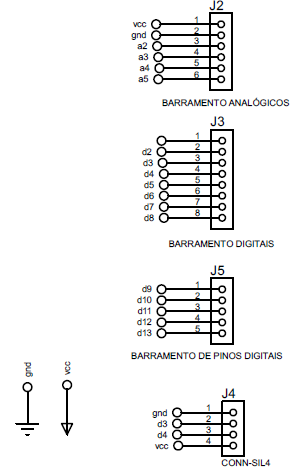 J2
vcc 1
gnd 2
a2 3
a3 4
a4 5
a5 6
BARRAMENTO ANALÓGICOS
J3
1
d2 2
d3 3
d4 4
d5 5
d6 6
d7 7
d8 8
BARRAMENTO DIGITAIS
J5
d9 1
d10 2
d11 3
d12 4
d13 5
BARRAMENTO DE PINOS DIGITAIS
gnd
vcc
J4
gnd 1
d3 2
d4 3
vcc 4
CONN-SIL4